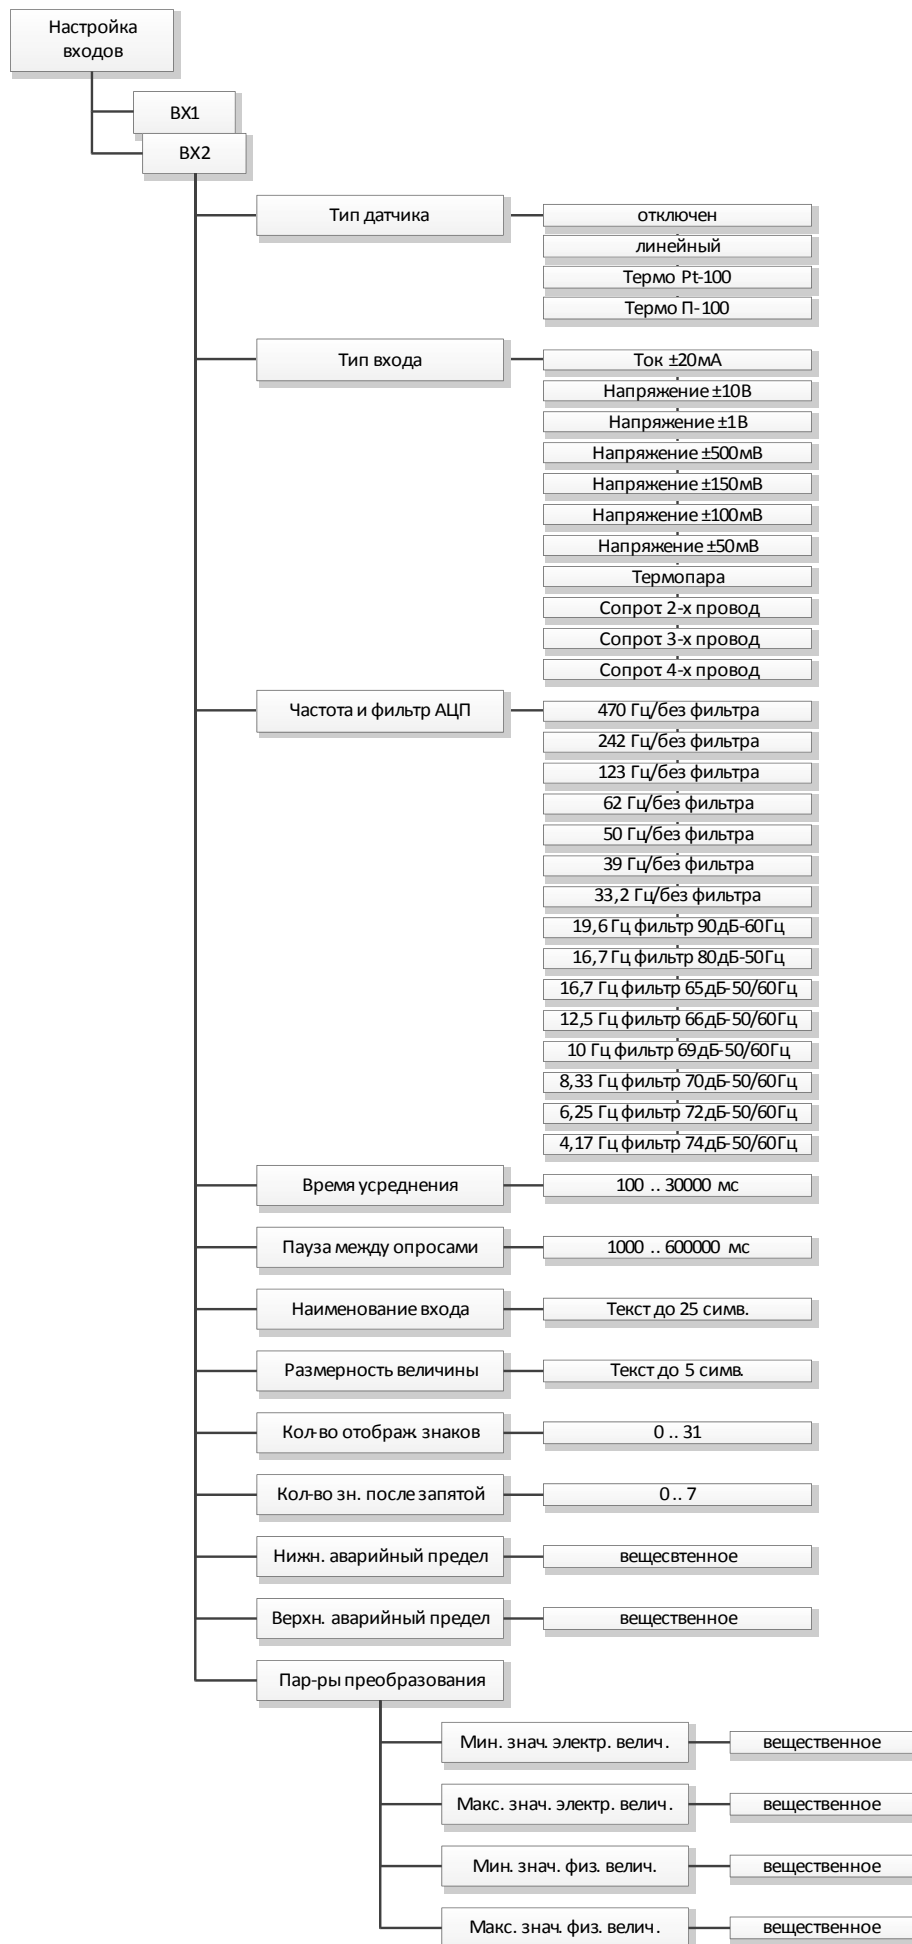 Настройка
входов
ВХ1
ВХ2
Тип датчика
отключен
линейный
Термо Pt-100
Термо П-100
Тип входа
Ток ±20мА
Напряжение ±10В
Напряжение ±1В
Напряжение ±500мВ
Напряжение ±150мВ
Напряжение ±100мВ
Напряжение ±50мВ
Термопара
Сопрот. 2-х провод
Сопрот. 3-х провод
Сопрот. 4-х провод
Частота и фильтр АЦП
470 Гц/без фильтра
242 Гц/без фильтра
123 Гц/без фильтра
62 Гц/без фильтра
50 Гц/без фильтра
39 Гц/без фильтра
33,2 Гц/без фильтра
19,6 Гц фильтр 90дБ-60Гц
16,7 Гц фильтр 80дБ-50Гц
16,7 Гц фильтр 65дБ-50/60Гц
12,5 Гц фильтр 66дБ-50/60Гц
10 Гц фильтр 69дБ-50/60Гц
8,33 Гц фильтр 70дБ-50/60Гц
6,25 Гц фильтр 72дБ-50/60Гц
4,17 Гц фильтр 74дБ-50/60Гц
Время усреднения
100 .. 30000 мс
Пауза между опросами
1000 .. 600000 мс
Наименование входа
Текст до 25 симв.
Размерность величины
Текст до 5 симв.
Кол-во отображ. знаков
0 .. 31
Кол-во зн. после запятой
0 .. 7
Нижн. аварийный предел
вещесвтенное
Верхн. аварийный предел
вещественное
Пар-ры преобразования
Мин. знач. электр. велич.
вещественное
Макс. знач. электр. велич.
вещественное
Мин. знач. физ. велич.
вещественное
Макс. знач. физ. велич.
вещественное